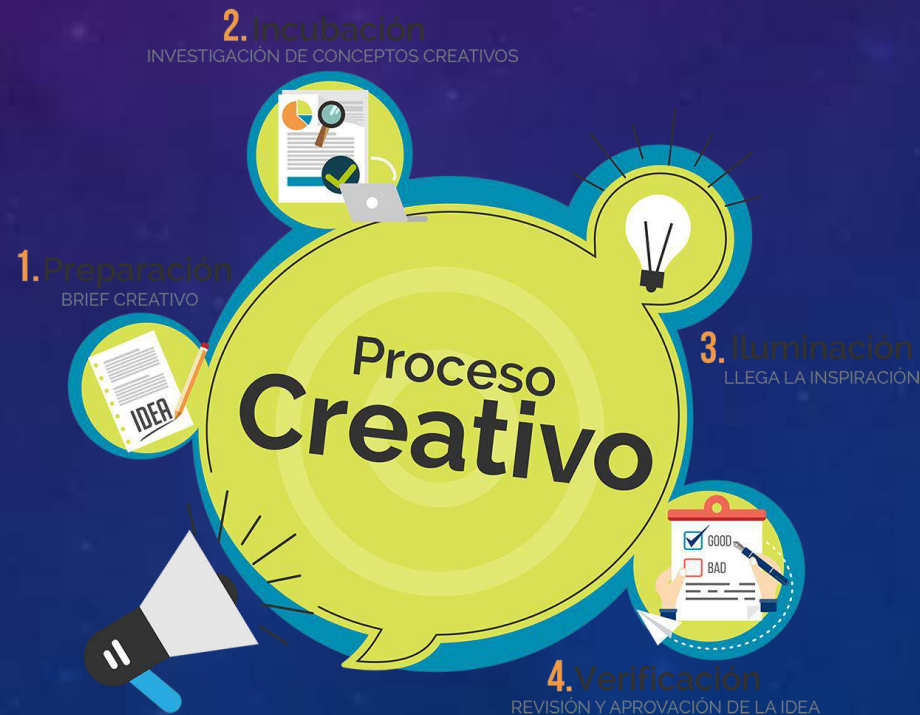 2. Incubación
INVESTIGACIÓN DE CONCEPTOS CREATIVOS
1. Preparación
BRIEF CREATIVO
IDEA
Proceso
Creativo
3. Iluminación
LLEGA LA INSPIRACIÓN
GOOD
BAD
4. Verificación
REVISIÓN Y APROVACIÓN DE LA IDEA